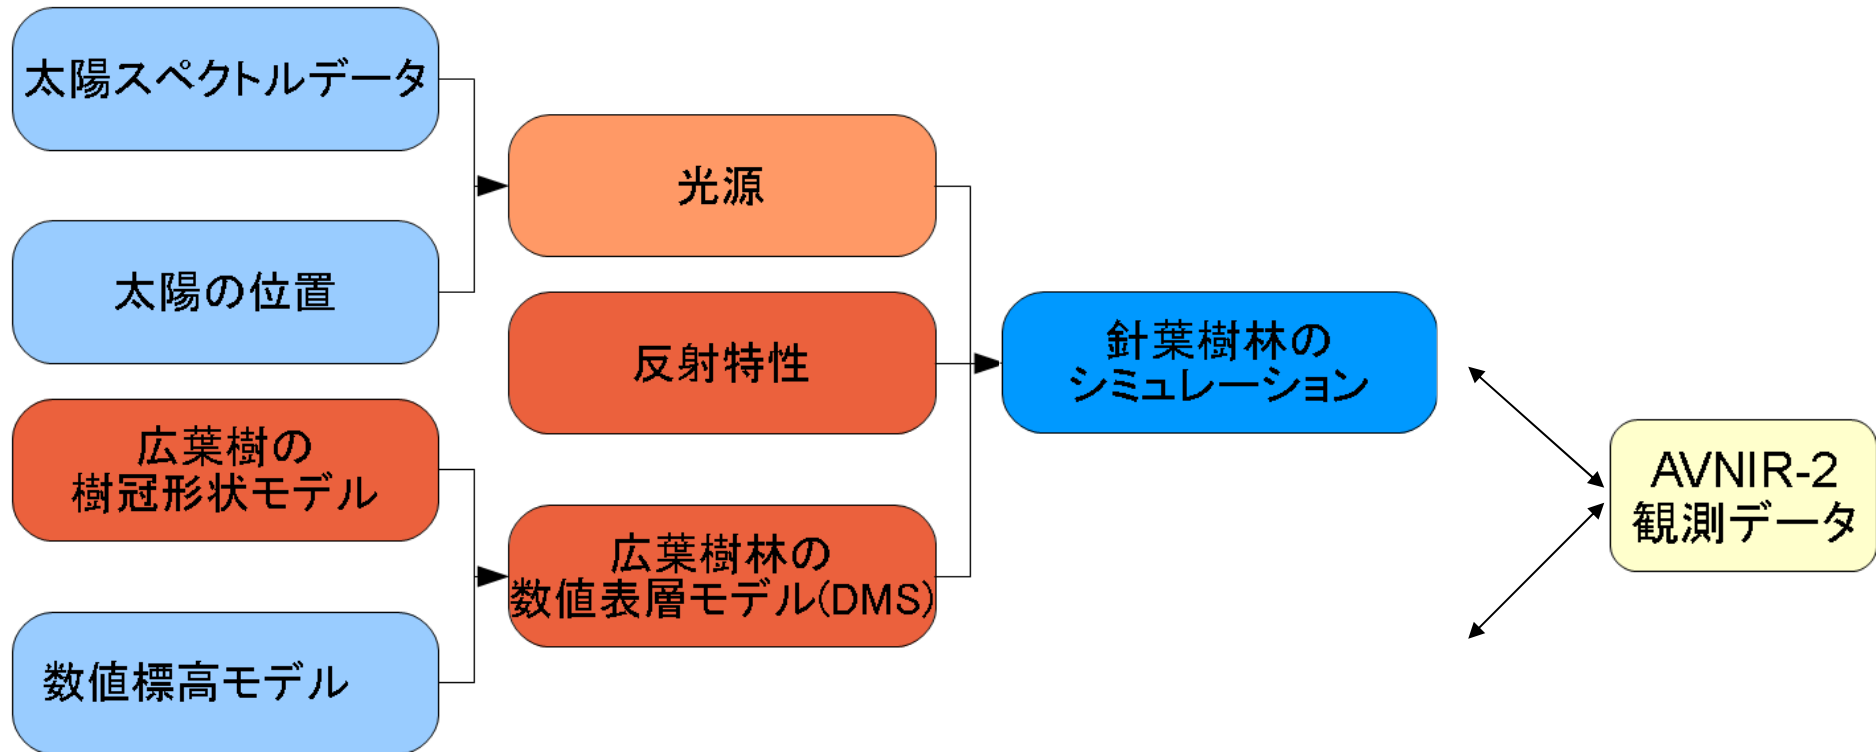 太陽スペクトルデータ
太陽の位置
広葉樹の
樹冠形状モデル
数値標高モデル
光源
反射特性
広葉樹林の
数値表層モデル(DMS)
針葉樹林の
シミュレーション
AVNIR-2
観測データ